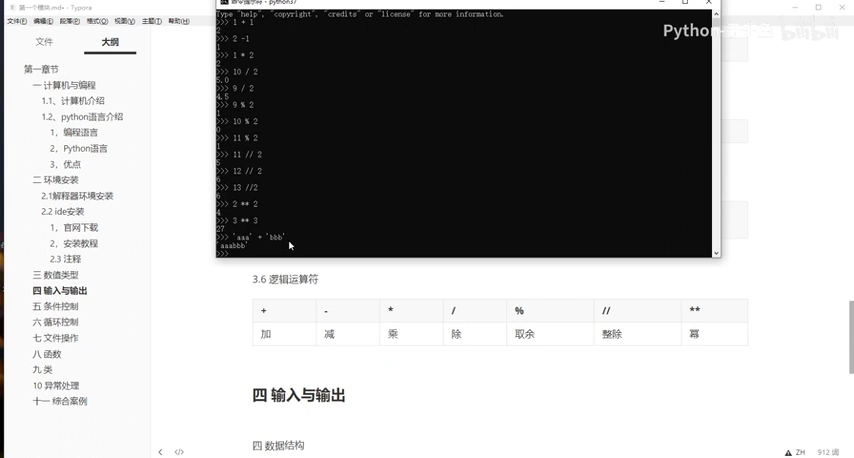 第一个模块.md• - Typora
文件(F) 编辑(E) 段落(P) 格式(O) 视图(V) 主题(T) 帮助(H)
文件 大纲
第一章节
一 计算机与编程
1.1、计算机介绍
1.2、python语言介绍
1，编程语言
2，Python语言
3，优点
二 环境安装
2.1解释器环境安装
2.2 ide安装
1，官网下载
2，安装教程
2.3 注释
三 数值类型
四 输入与输出
五 条件控制
六 循环控制
七 文件操作
八 函数
九 类
10 异常处理
十一 综合案例
命令提示符 - python37
Type "help", "copyright", "credits" or "license" for more information.
>>> 1 + 1
2
>>> 2 -1
1
>>> 1 * 2
2
>>> 10 / 2
5.0
>>> 9 / 2
4.5
>>> 9 % 2
1
>>> 10 % 2
0
>>> 11 % 2
1
>>> 11 // 2
5
>>> 12 // 2
6
>>> 13 //2
6
>>> 2 ** 2
4
>>> 3 ** 3
27
>>> 'aaa' + 'bbb'
'aaabbb'
>>>
Python-
bilibili
3.6 逻辑运算符
+ - * / % // **
加 减 乘 除 取余 整除 幂
四 输入与输出
四 数据结构
ZH 912 词